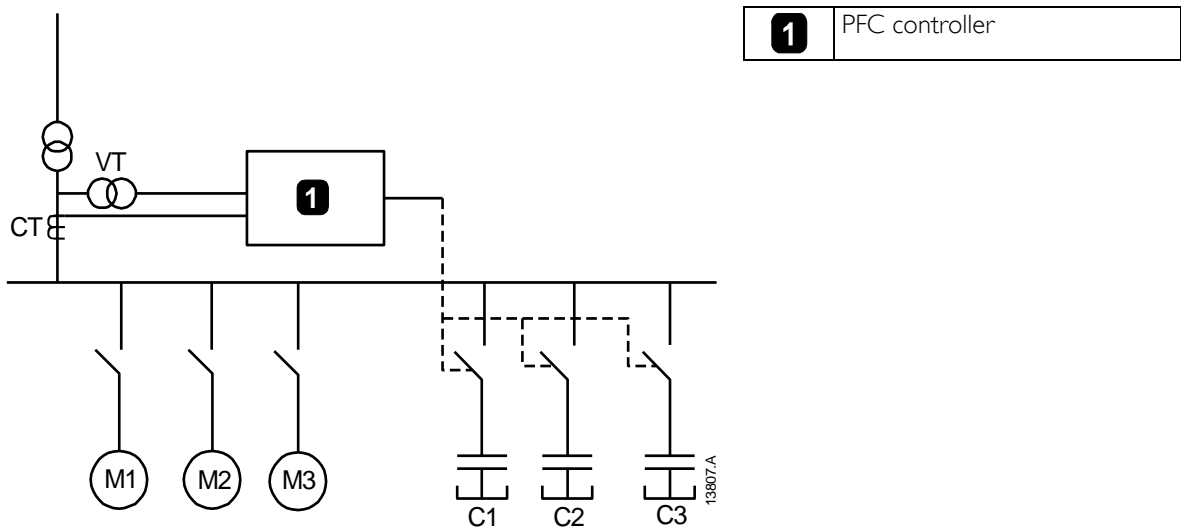 1 PFC controller
VT
1
CT
M1 M2 M3
C1 C2 C3
13807.A